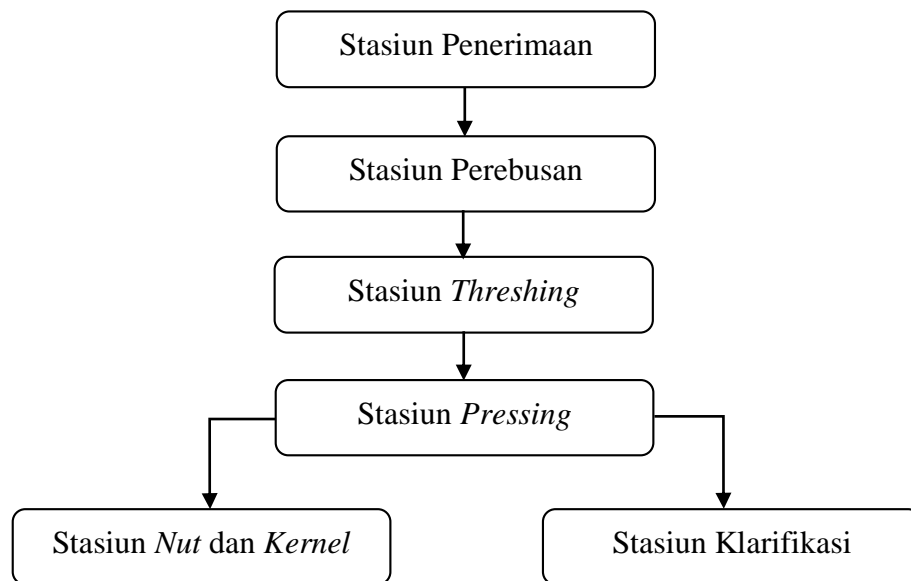 Stasiun Penerimaan
Stasiun Perebusan
Stasiun Threshing
Stasiun Pressing
Stasiun Nut dan Kernel
Stasiun Klarifikasi